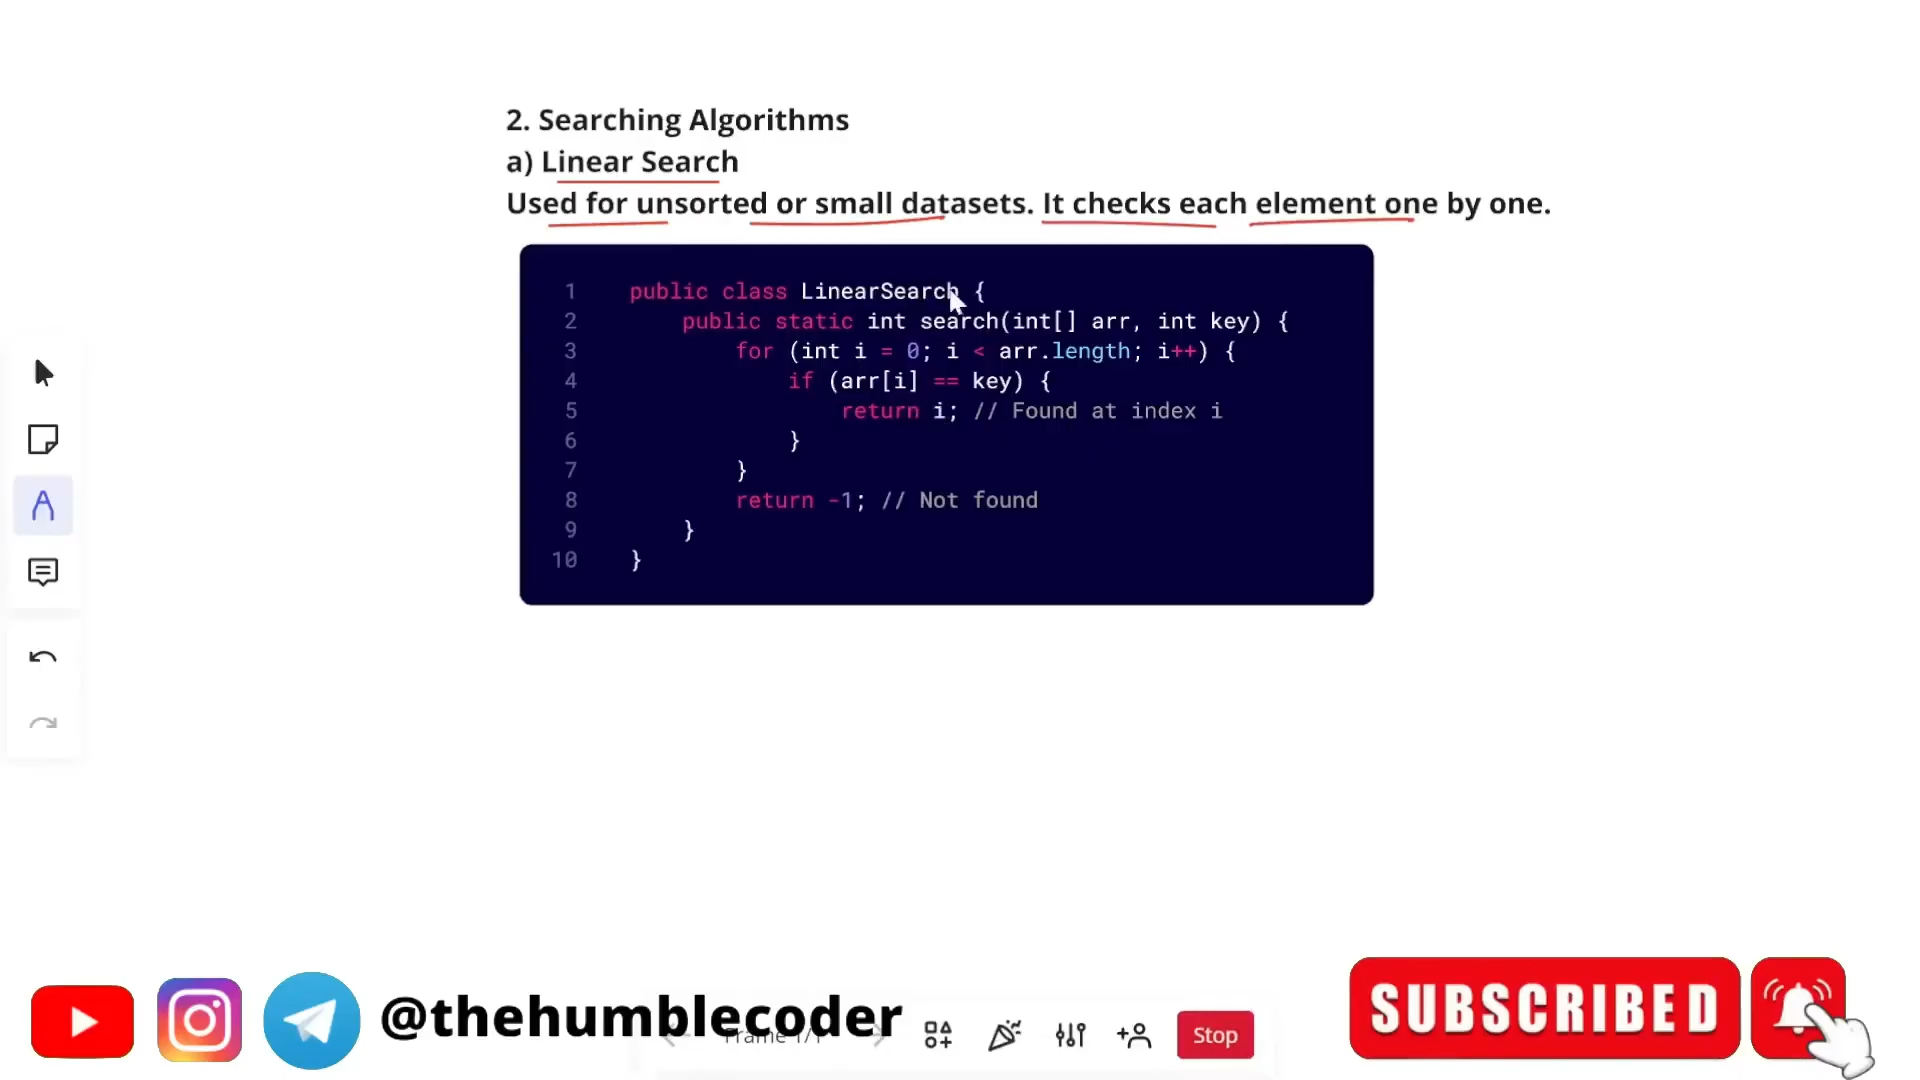 2. Searching Algorithms
a) Linear Search
Used for unsorted or small datasets. It checks each element one by one.
1 public class LinearSearch {
2 public static int search(int[] arr, int key) {
3 for (int i = 0; i < arr.length; i++) {
4 if (arr[i] == key) {
5 return i; // Found at index i
6 }
7 }
8 return -1; // Not found
9 }
10 }
@thehumblecoder
Frame 1/1
Stop
SUBSCRIBED